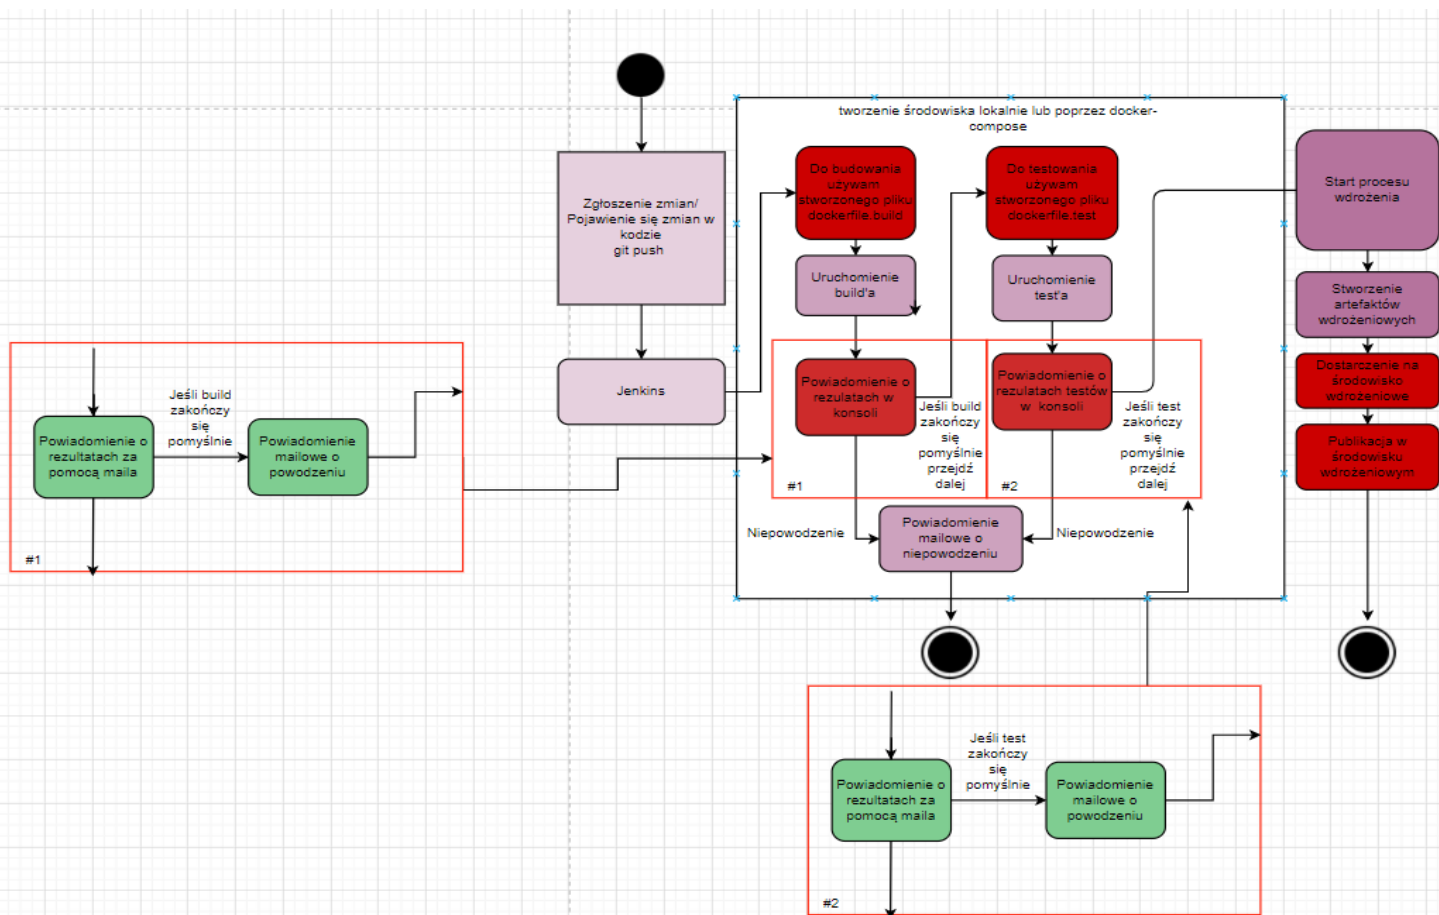 tworzenie środowiska lokalnie lub poprzez docker-
compose
Zgłoszenie zmian/
Pojawienie się zmian w
kodzie
git push
Jenkins
Do budowania
używam
stworzonego pliku
dockerfile.build
Uruchomienie
build'a
Powiadomienie o
rezulatach w
konsoli
Jeśli build
zakończy
się
pomyślnie
przejdź
dalej
#1
Do testowania
używam
stworzonego pliku
dockerfile.test
Uruchomienie
test'a
Powiadomienie o
rezulatach testów
w konsoli
Jeśli test
zakończy
się
pomyślnie
przejdź
dalej
#2
Niepowodzenie
Powiadomienie
mailowe o
niepowodzeniu
Niepowodzenie
Start procesu
wdrożenia
Stworzenie
artefaktów
wdrożeniowych
Dostarczenie na
środowisko
wdrożeniowe
Publikacja w
środowisku
wdrożeniowym
Powiadomienie o
rezultatach za
pomocą maila
Jeśli build
zakończy
się
pomyślnie
Powiadomienie
mailowe o
powodzeniu
#1
Powiadomienie o
rezultatach za
pomocą maila
Jeśli test
zakończy
się
pomyślnie
Powiadomienie
mailowe o
powodzeniu
#2